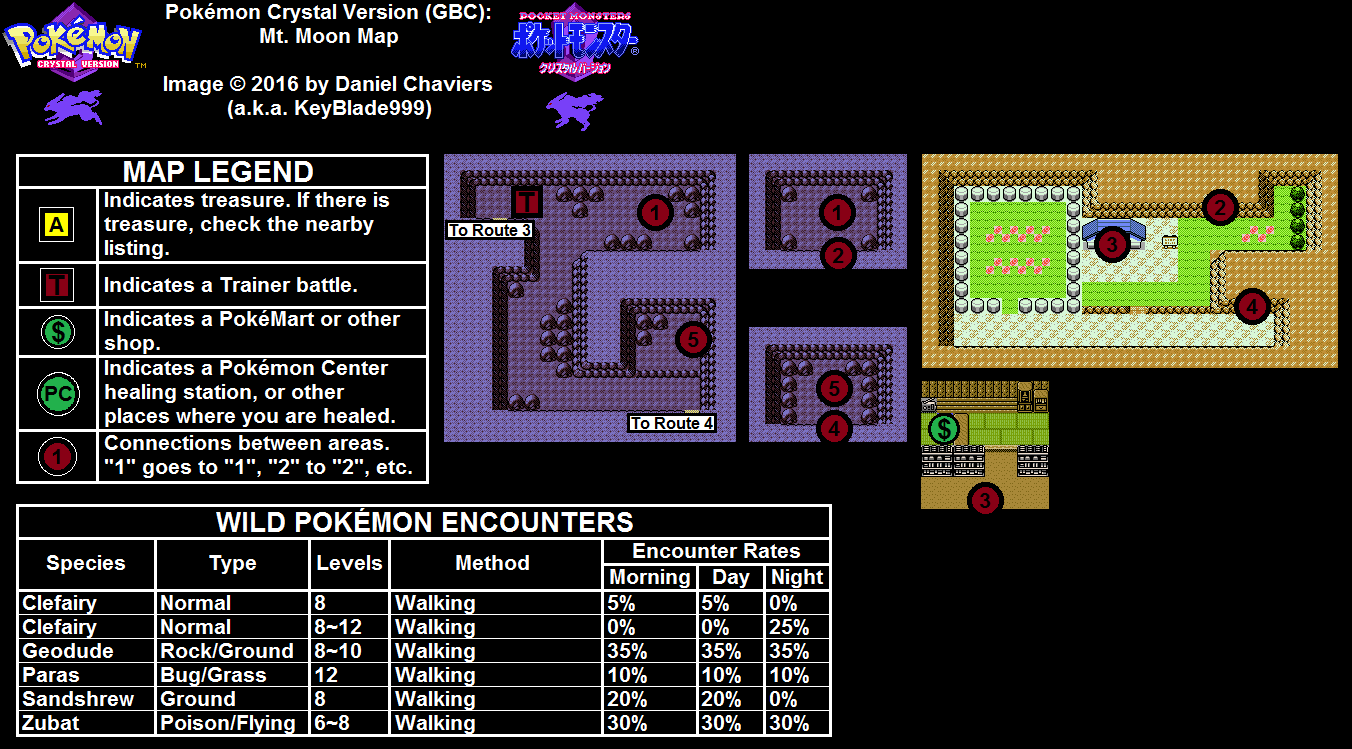 POKéMON
CRYSTAL VERSION
TM
Pokémon Crystal Version (GBC):
Mt. Moon Map
Image © 2016 by Daniel Chaviers
(a.k.a. KeyBlade999)
POCKET MONSTERS
ポケットモンスター
®
クリスタルバージョン
MAP LEGEND
A
Indicates treasure. If there is
treasure, check the nearby
listing.
T
Indicates a Trainer battle.
$
Indicates a PokéMart or other
shop.
PC
Indicates a Pokémon Center
healing station, or other
places where you are healed.
1
Connections between areas.
"1" goes to "1", "2" to "2", etc.
T
1
To Route 3
5
To Route 4
1
2
5
4
2
3
4
$
3
WILD POKÉMON ENCOUNTERS
Species Type Levels Method Encounter Rates
Morning Day Night
Clefairy Normal 8 Walking 5% 5% 0%
Clefairy Normal 8~12 Walking 0% 0% 25%
Geodude Rock/Ground 8~10 Walking 35% 35% 35%
Paras Bug/Grass 12 Walking 10% 10% 10%
Sandshrew Ground 8 Walking 20% 20% 0%
Zubat Poison/Flying 6~8 Walking 30% 30% 30%